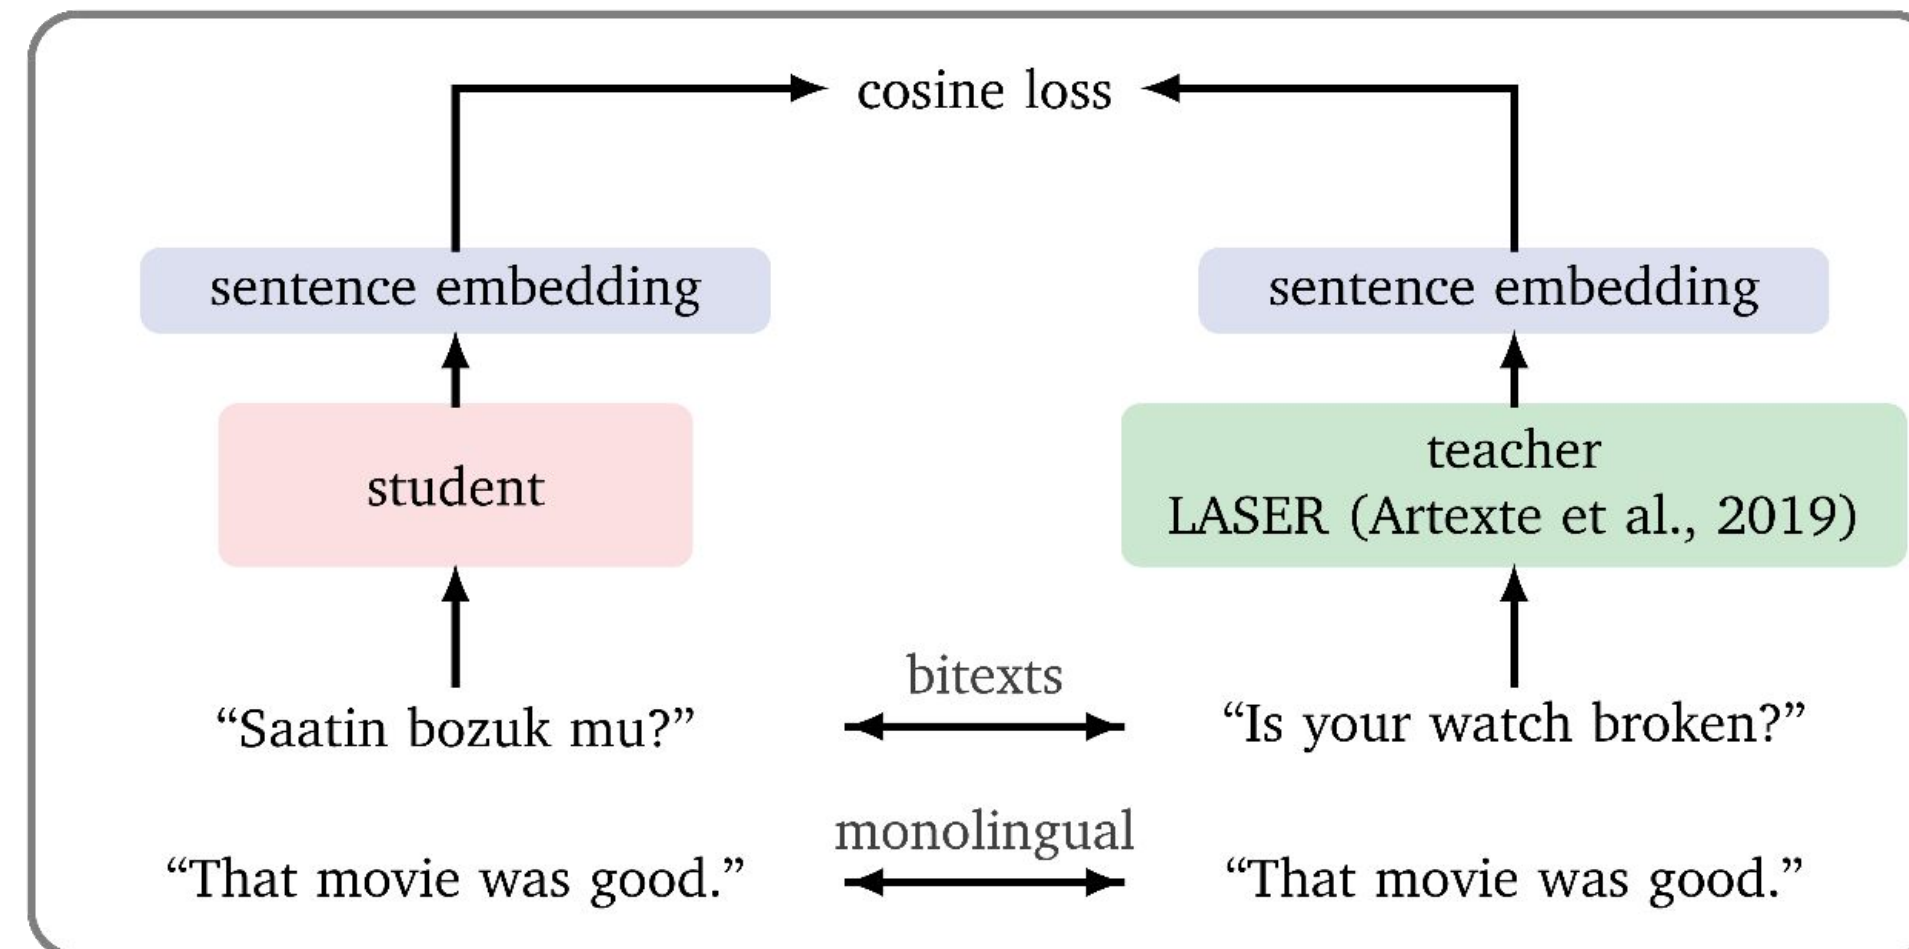 cosine loss
sentence embedding
sentence embedding
student
teacher
LASER (Artexte et al., 2019)
bitexts
“Saatin bozuk mu?”
“Is your watch broken?”
monolingual
“That movie was good.”
“That movie was good.”